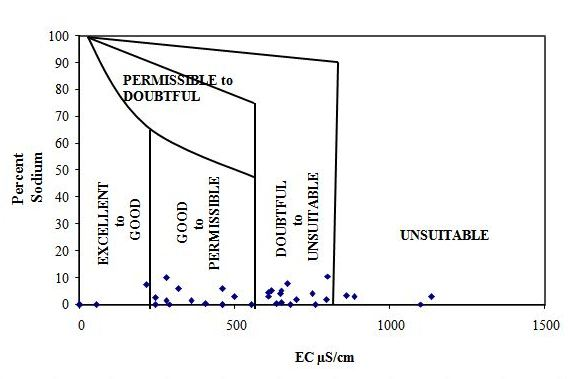 100
90
80
70
60
50
40
30
20
10
0
Percent
Sodium
PERMISSIBLE to
DOUBTFUL
EXCELLENT
to
GOOD
GOOD
to
PERMISSIBLE
DOUBTFUL
to
UNSUITABLE
UNSUITABLE
0
500
1000
1500
EC µS/cm